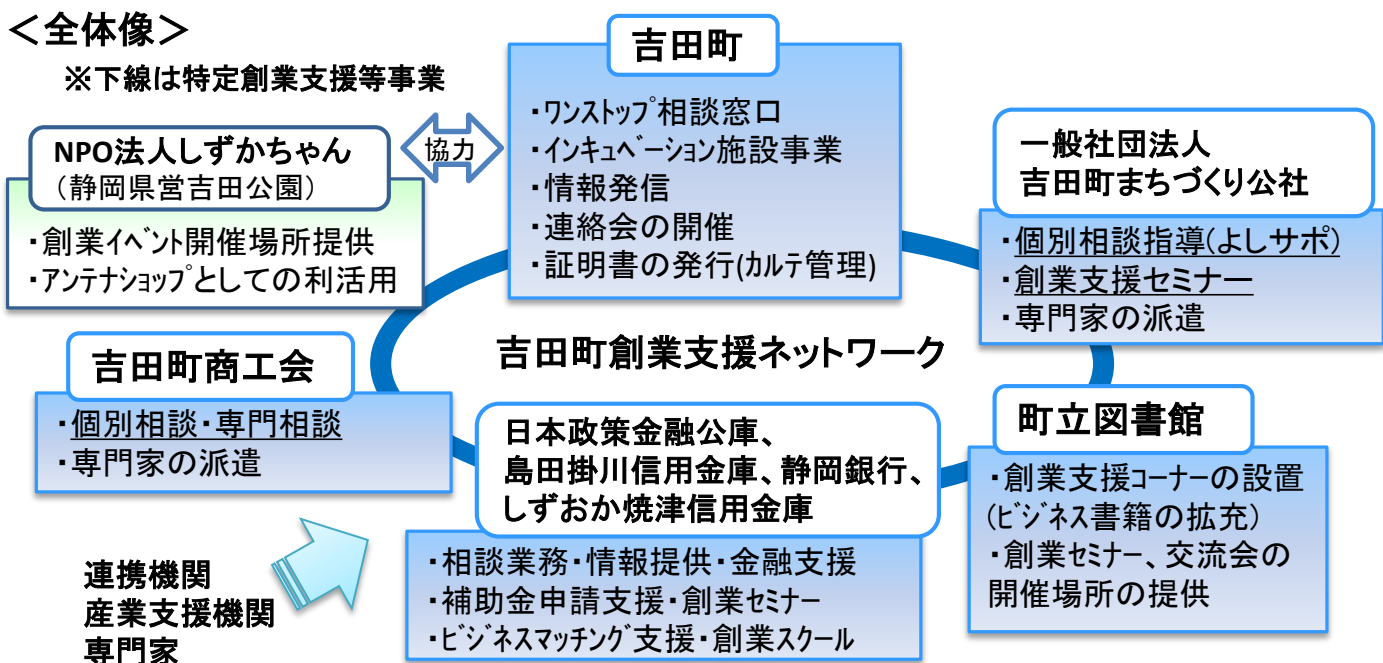 ＜全体像＞
※下線は特定創業支援等事業
吉田町
・ワンストップ相談窓口
・インキュベーション施設事業
・情報発信
・連絡会の開催
・証明書の発行(カルテ管理)
協力
NPO法人しずかちゃん
（静岡県営吉田公園）
・創業イベント開催場所提供
・アンテナショップとしての利活用
一般社団法人
吉田町まちづくり公社
・個別相談指導(よしサポ)
・創業支援セミナー
・専門家の派遣
吉田町創業支援ネットワーク
吉田町商工会
・個別相談・専門相談
・専門家の派遣
日本政策金融公庫、
島田掛川信用金庫、静岡銀行、
しずおか焼津信用金庫
・相談業務・情報提供・金融支援
・補助金申請支援・創業セミナー
・ビジネスマッチング支援・創業スクール
町立図書館
・創業支援コーナーの設置
(ビジネス書籍の拡充)
・創業セミナー、交流会の
開催場所の提供
連携機関
産業支援機関
専門家